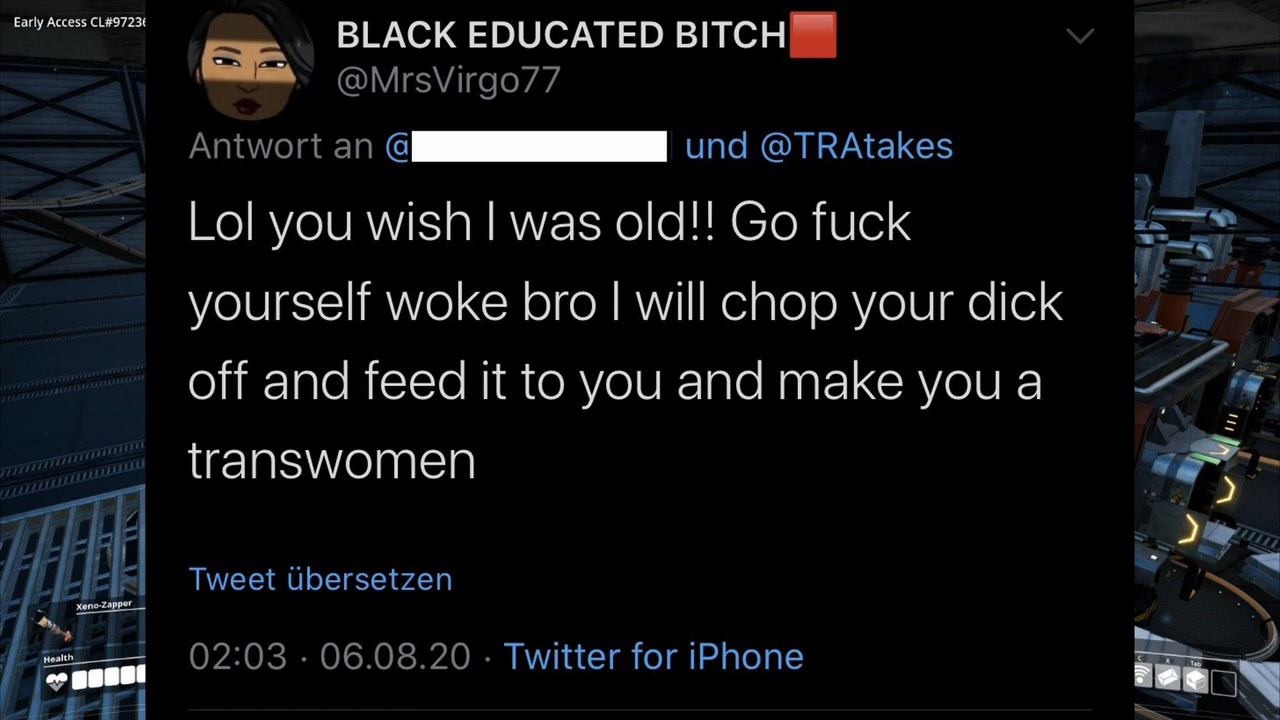 Early Access CL#97236
BLACK EDUCATED BITCH
@MrsVirgo77
Antwort an @ und @TRAtakes
Lol you wish I was old!! Go fuck
yourself woke bro I will chop your dick
off and feed it to you and make you a
transwomen
Tweet übersetzen
02:03 · 06.08.20 · Twitter for iPhone
Xeno-Zapper
Health
C X Tab